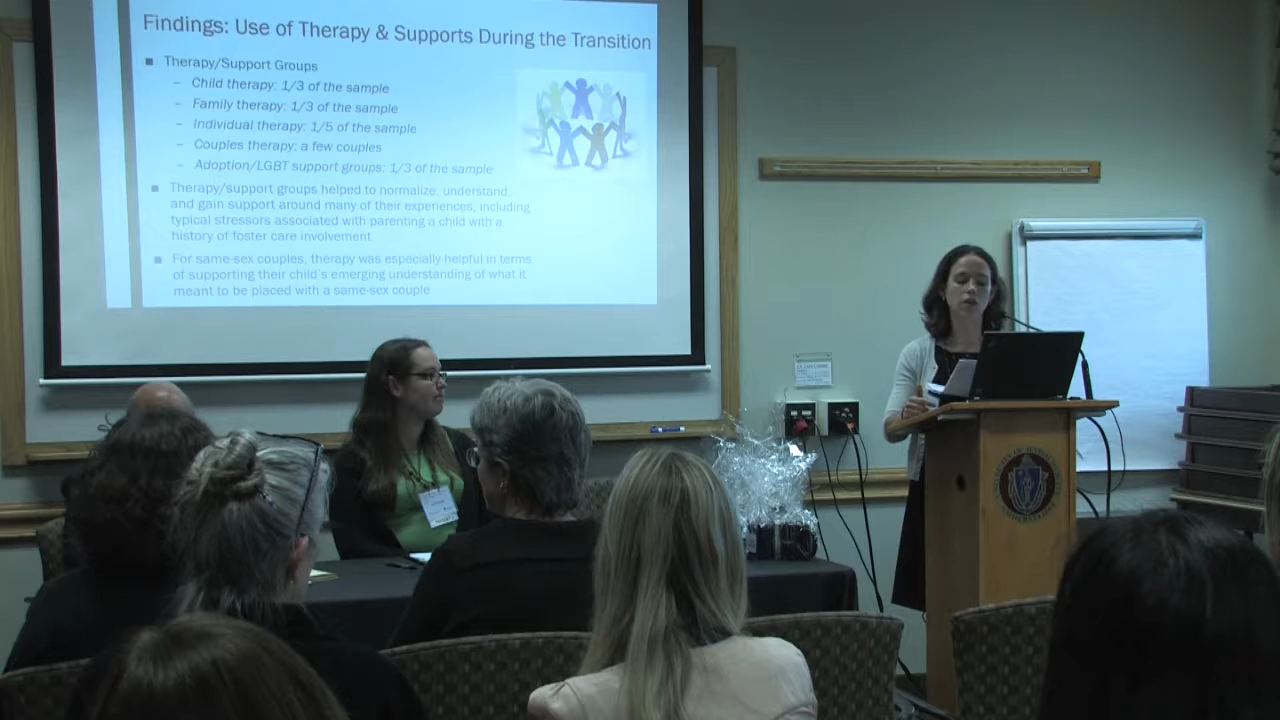 Findings: Use of Therapy & Supports During the Transition
■ Therapy/Support Groups
– Child therapy: 1/3 of the sample
– Family therapy: 1/3 of the sample
– Individual therapy: 1/5 of the sample
– Couples therapy: a few couples
– Adoption/LGBT support groups: 1/3 of the sample
■ Therapy/support groups helped to normalize, understand,
and gain support around many of their experiences, including
typical stressors associated with parenting a child with a
history of foster care involvement
■ For same-sex couples, therapy was especially helpful in terms
of supporting their child's emerging understanding of what it
meant to be placed with a same-sex couple